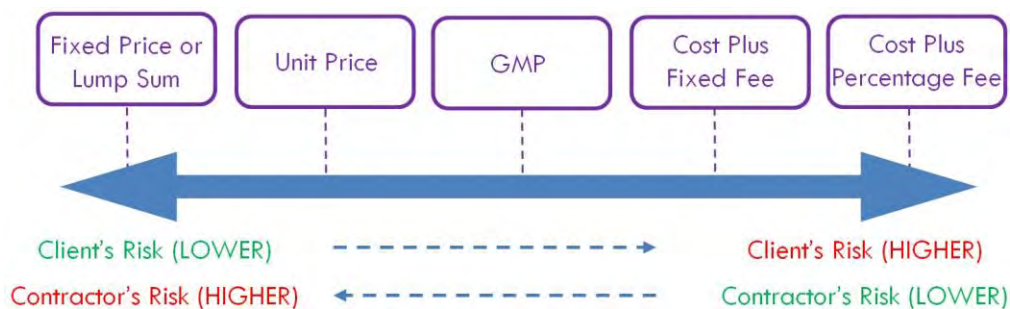 Fixed Price or
Lump Sum
Unit Price
GMP
Cost Plus
Fixed Fee
Cost Plus
Percentage Fee
Client's Risk (LOWER)
Client's Risk (HIGHER)
Contractor's Risk (HIGHER)
Contractor's Risk (LOWER)